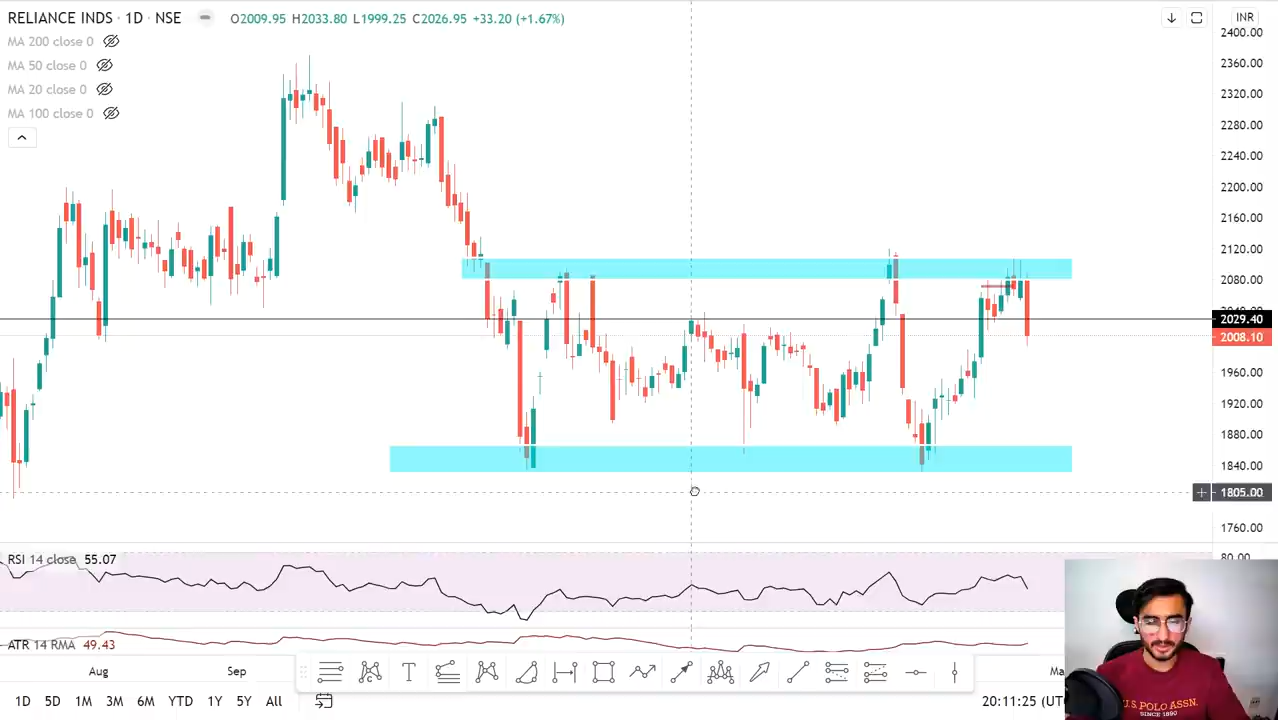 RELIANCE INDS · 1D · NSE O2009.95 H2033.80 L1999.25 C2026.95 +33.20 (+1.67%) INR
MA 200 close 0
MA 50 close 0
MA 20 close 0
MA 100 close 0
2400.00
2360.00
2320.00
2280.00
2240.00
2200.00
2160.00
2120.00
2080.00
2029.40
2008.10
1960.00
1920.00
1880.00
1840.00
1805.00
1760.00
RSI 14 close 55.07
80.00
ATR 14 RMA 49.43
Aug Sep
1D 5D 1M 3M 6M YTD 1Y 5Y All 20:11:25
U.S. POLO ASSN.
SINCE 1890